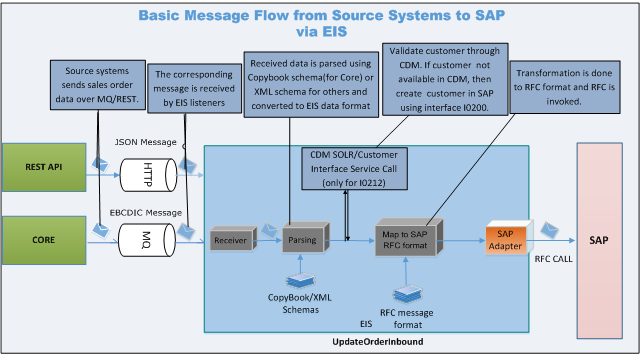 Basic Message Flow from Source Systems to SAP
via EIS
Source systems
sends sales order
data over MQ/REST.
The corresponding
message is received
by EIS listeners
Received data is parsed using
Copybook schema(for Core) or
XML schema for others and
converted to EIS data format
Validate customer through
CDM. If customer  not
available in CDM, then
create  customer in SAP
using interface I0200.
Transformation is done
to RFC format and RFC is
invoked.
JSON Message
REST API
HTTP
CDM SOLR/Customer
Interface Service Call
(only for I0212)
EBCDIC Message
CORE
MQ
Receiver
Parsing
Map to SAP
RFC format
SAP
Adapter
RFC CALL
SAP
CopyBook/XML
Schemas
RFC message
format
EIS
UpdateOrderInbound